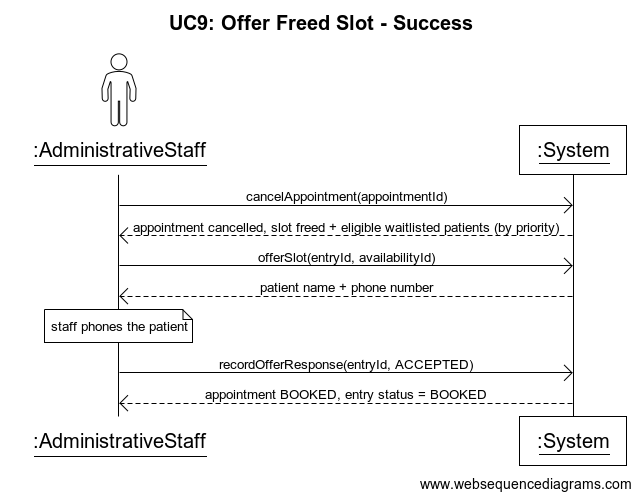 UC9: Offer Freed Slot - Success
:AdministrativeStaff
:System
cancelAppointment(appointmentId)
appointment cancelled, slot freed + eligible waitlisted patients (by priority)
offerSlot(entryId, availabilityId)
patient name + phone number
staff phones the patient
recordOfferResponse(entryId, ACCEPTED)
appointment BOOKED, entry status = BOOKED
:AdministrativeStaff
:System
www.websequencediagrams.com